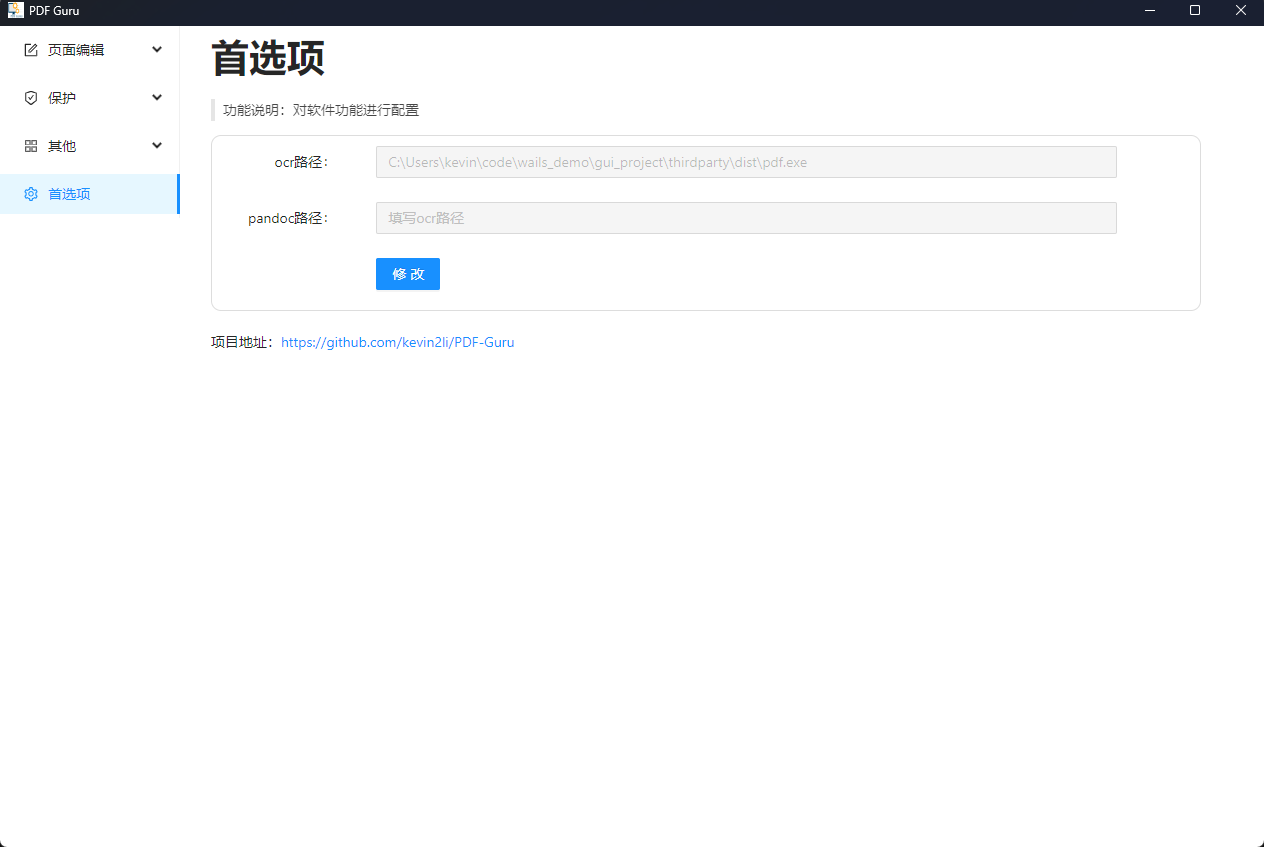 PDF Guru
页面编辑
保护
其他
首选项
首选项
功能说明：对软件功能进行配置
ocr路径：
C:\Users\kevin\code\wails_demo\gui_project\thirdparty\dist\pdf.exe
pandoc路径：
填写ocr路径
修 改
项目地址：https://github.com/kevin2li/PDF-Guru